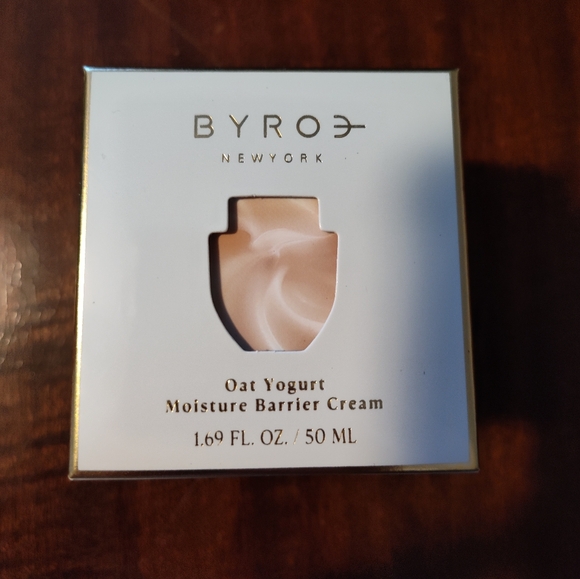 BYROE
NEWYORK
Oat Yogurt
Moisture Barrier Cream
1.69 FL. OZ. / 50 ML